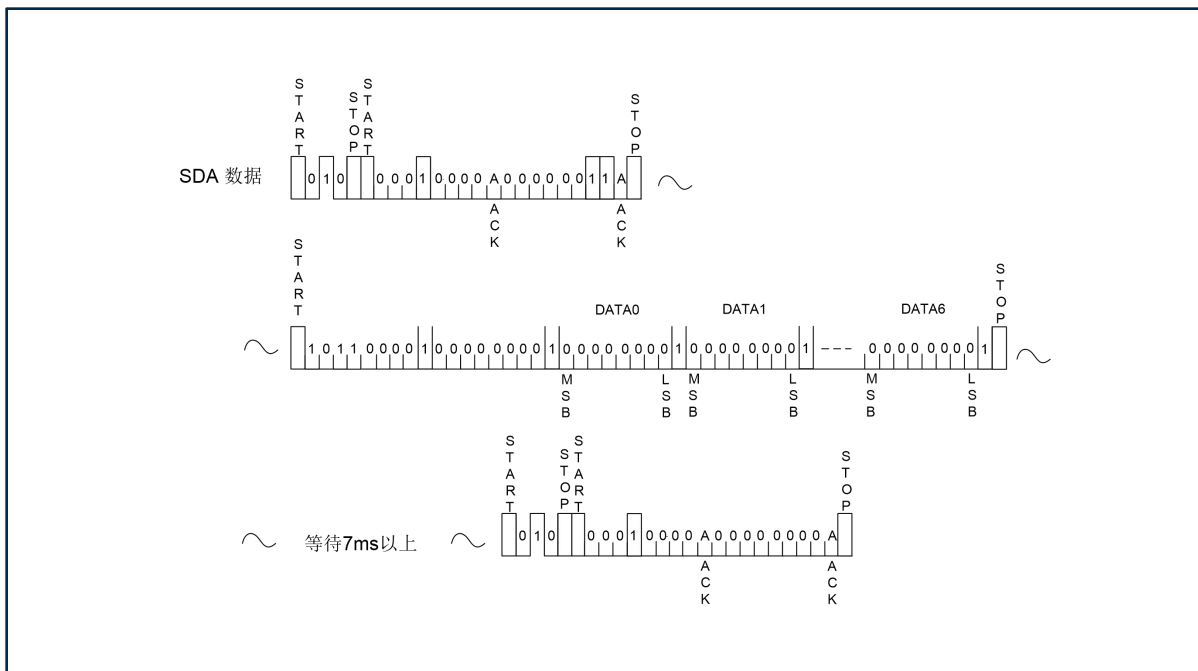 START STOP START STOP
SDA 数据 0 1 0 0 0 0 1 0 0 0 0 A 0 0 0 0 0 0 1 1 A
ACK ACK
START STOP
DATA0 DATA1 DATA6
1 0 1 1 0 0 0 0 1 0 0 0 0 0 0 0 0 1 0 0 0 0 0 0 0 0 1 0 0 0 0 0 0 0 0 1 --- 0 0 0 0 0 0 0 0 1
MSB LSB MSB LSB MSB LSB
START STOP START STOP
等待7ms以上 0 1 0 0 0 0 1 0 0 0 0 A 0 0 0 0 0 0 0 0 A
ACK ACK